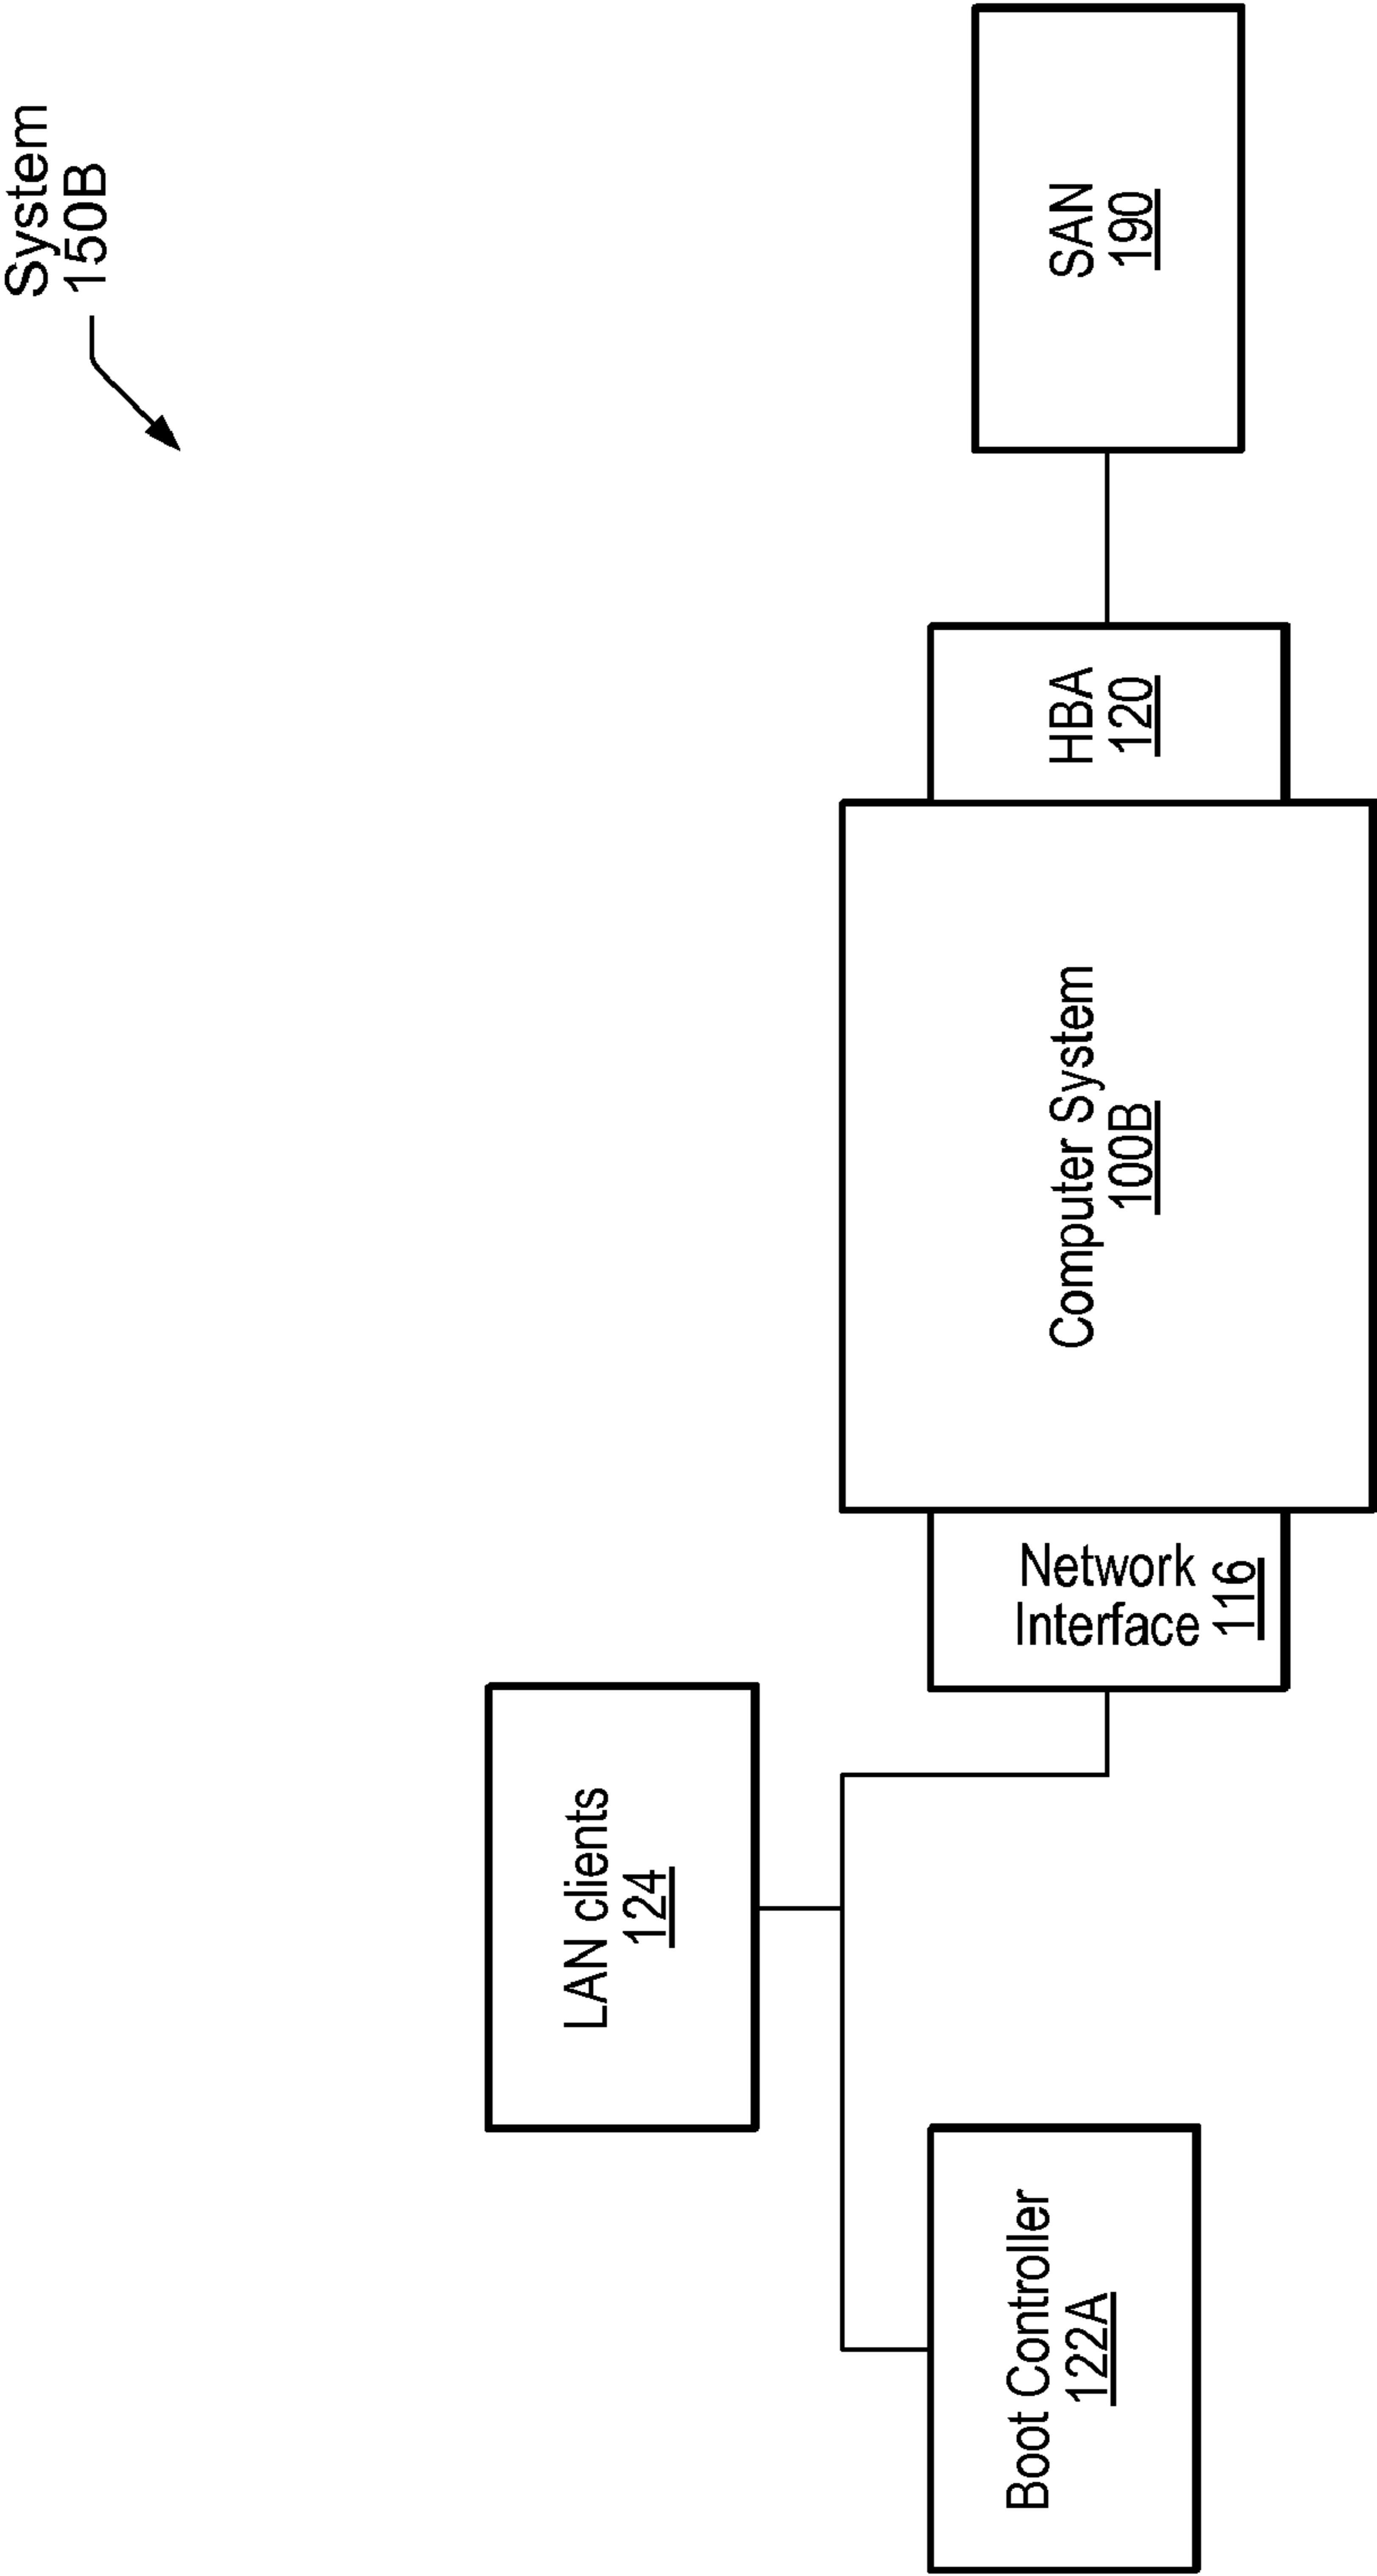 System
150B
LAN clients
124
Boot Controller
122A
Network
Interface 116
Computer System
100B
HBA
120
SAN
190